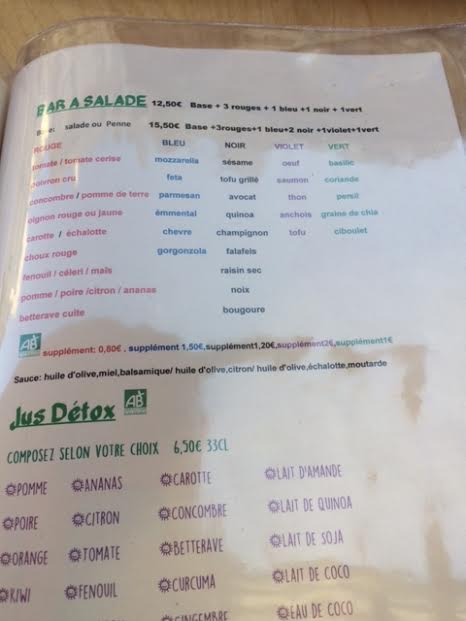 BAR A SALADE 12,50€ Base + 3 rouges + 1 bleu +1 noir + 1vert
Base: salade ou Penne 15,50€ Base +3rouges+1 bleu+2 noir +1violet+1vert
ROUGE BLEU NOIR VIOLET VERT
tomate / tomate cerise mozzarella sésame oeuf basilic
poivron cru feta tofu grillé saumon coriande
concombre / pomme de terre parmesan avocat thon persil
oignon rouge ou jaune émmental quinoa anchois graine de chia
carotte / échalotte chevre champignon tofu ciboulet
choux rouge gorgonzola falafels
fenouil / céleri / maïs raisin sec
pomme / poire /citron / ananas noix
betterave cuite bougoure
AB supplément: 0,80€ , supplément 1,50€,supplément1,20€,supplément2€,supplément1€
Sauce: huile d'olive,miel,balsamique/ huile d'olive,citron/ huile d'olive,échalotte,moutarde
Jus Détox AB
COMPOSEZ SELON VOTRE CHOIX 6,50€ 33CL
POMME ANANAS CAROTTE LAIT D'AMANDE
POIRE CITRON CONCOMBRE LAIT DE QUINOA
ORANGE TOMATE BETTERAVE LAIT DE SOJA
KIWI FENOUIL CURCUMA LAIT DE COCO
GINGEMBRE EAU DE COCO